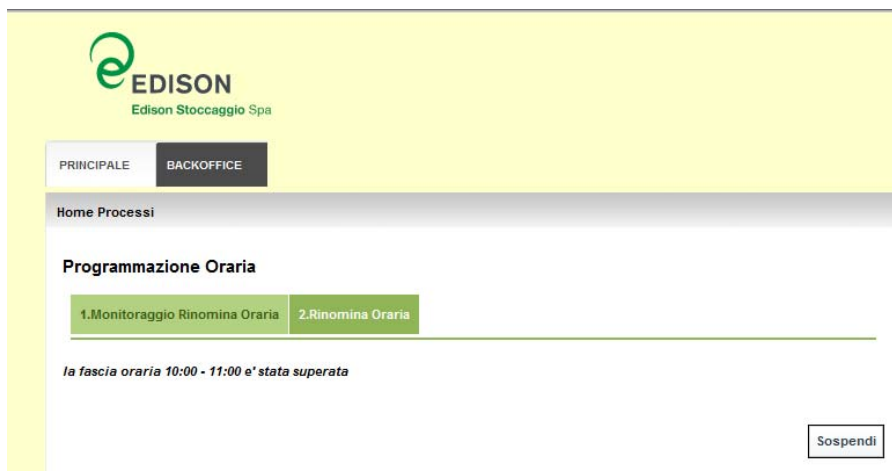 EDISON
Edison Stoccaggio Spa
PRINCIPALE BACKOFFICE
Home Processi
Programmazione Oraria
1.Monitoraggio Rinomina Oraria 2.Rinomina Oraria
la fascia oraria 10:00 - 11:00 e' stata superata
Sospendi